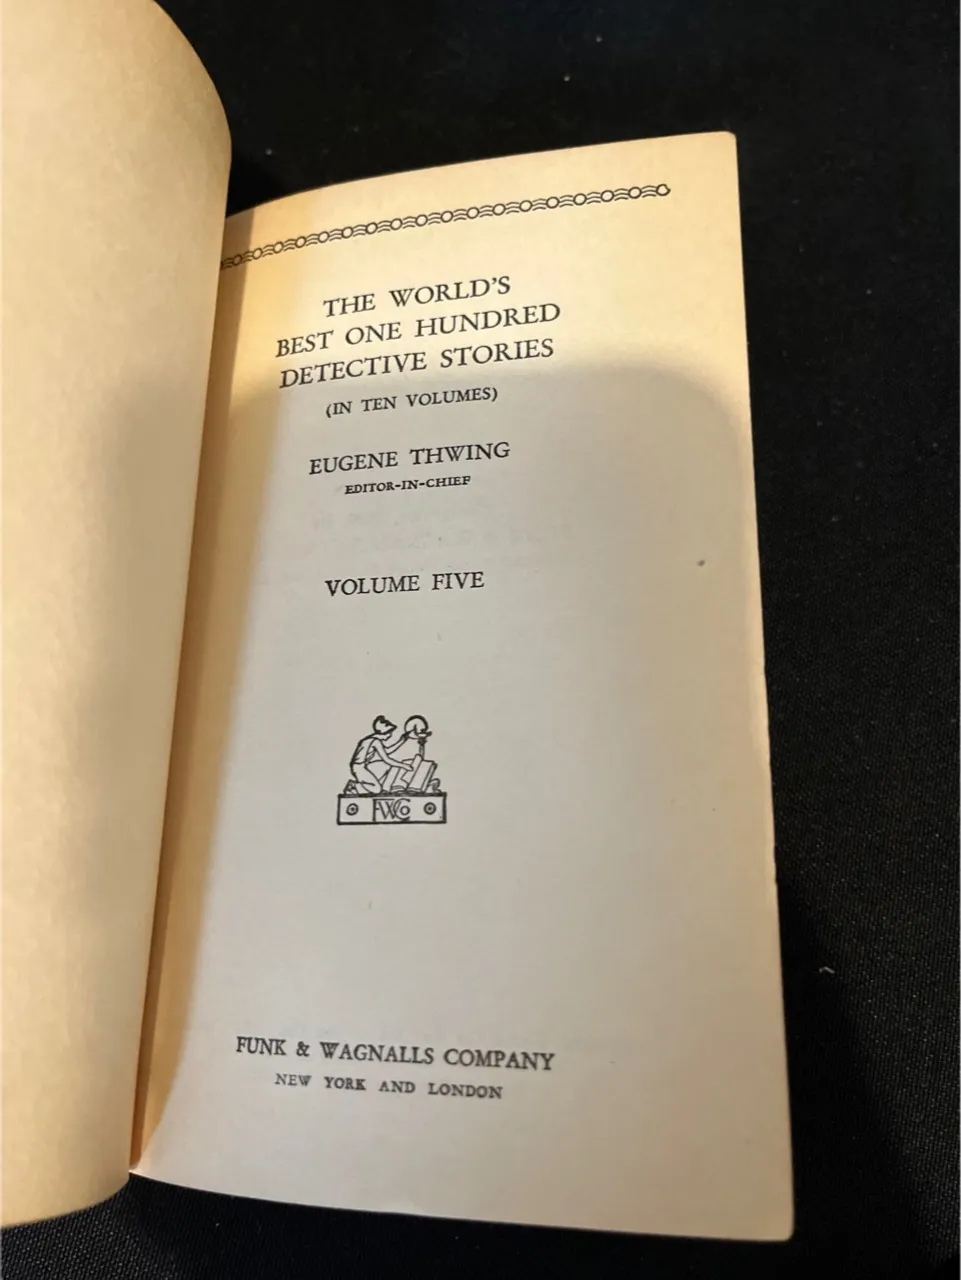 THE WORLD'S
BEST ONE HUNDRED
DETECTIVE STORIES
(IN TEN VOLUMES)
EUGENE THWING
EDITOR-IN-CHIEF
VOLUME FIVE
FWCo
FUNK & WAGNALLS COMPANY
NEW YORK AND LONDON